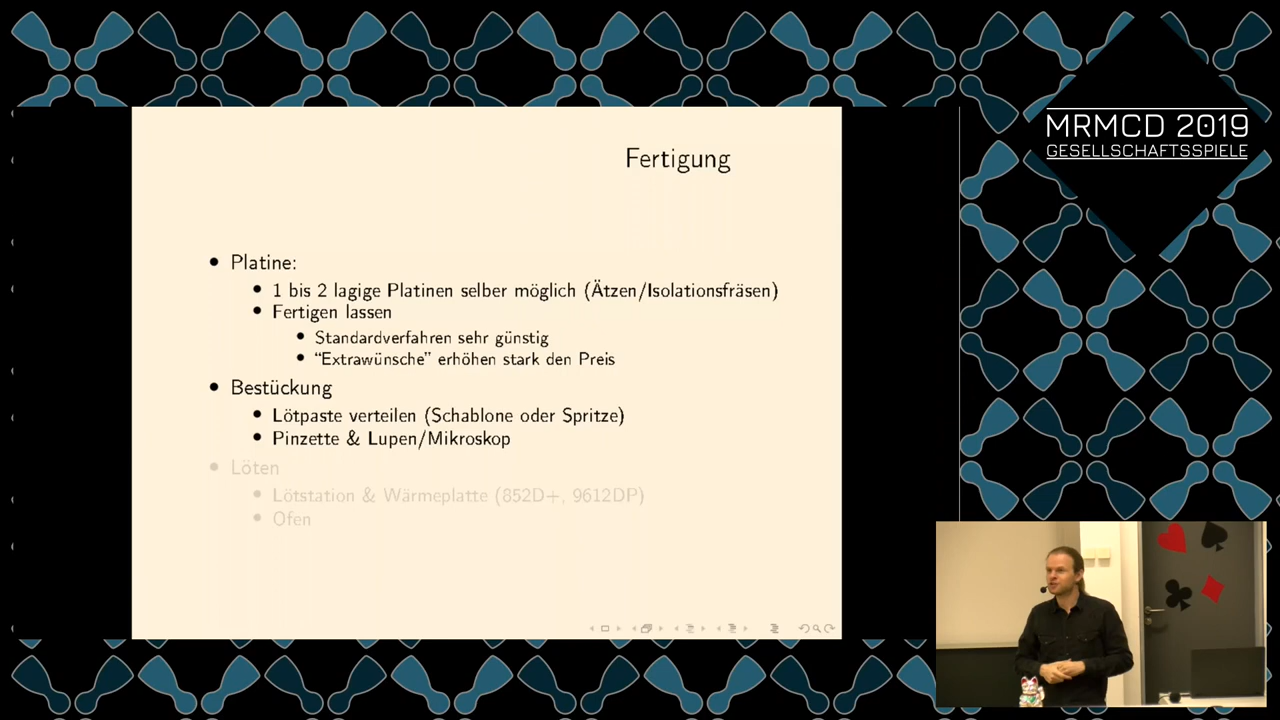 MRMCD 2019
GESELLSCHAFTSSPIELE
Fertigung
• Platine:
• 1 bis 2 lagige Platinen selber möglich (Ätzen/Isolationsfräsen)
• Fertigen lassen
• Standardverfahren sehr günstig
• “Extrawünsche” erhöhen stark den Preis
• Bestückung
• Lötpaste verteilen (Schablone oder Spritze)
• Pinzette & Lupen/Mikroskop
• Löten
• Lötstation & Wärmeplatte (852D+, 9612DP)
• Ofen